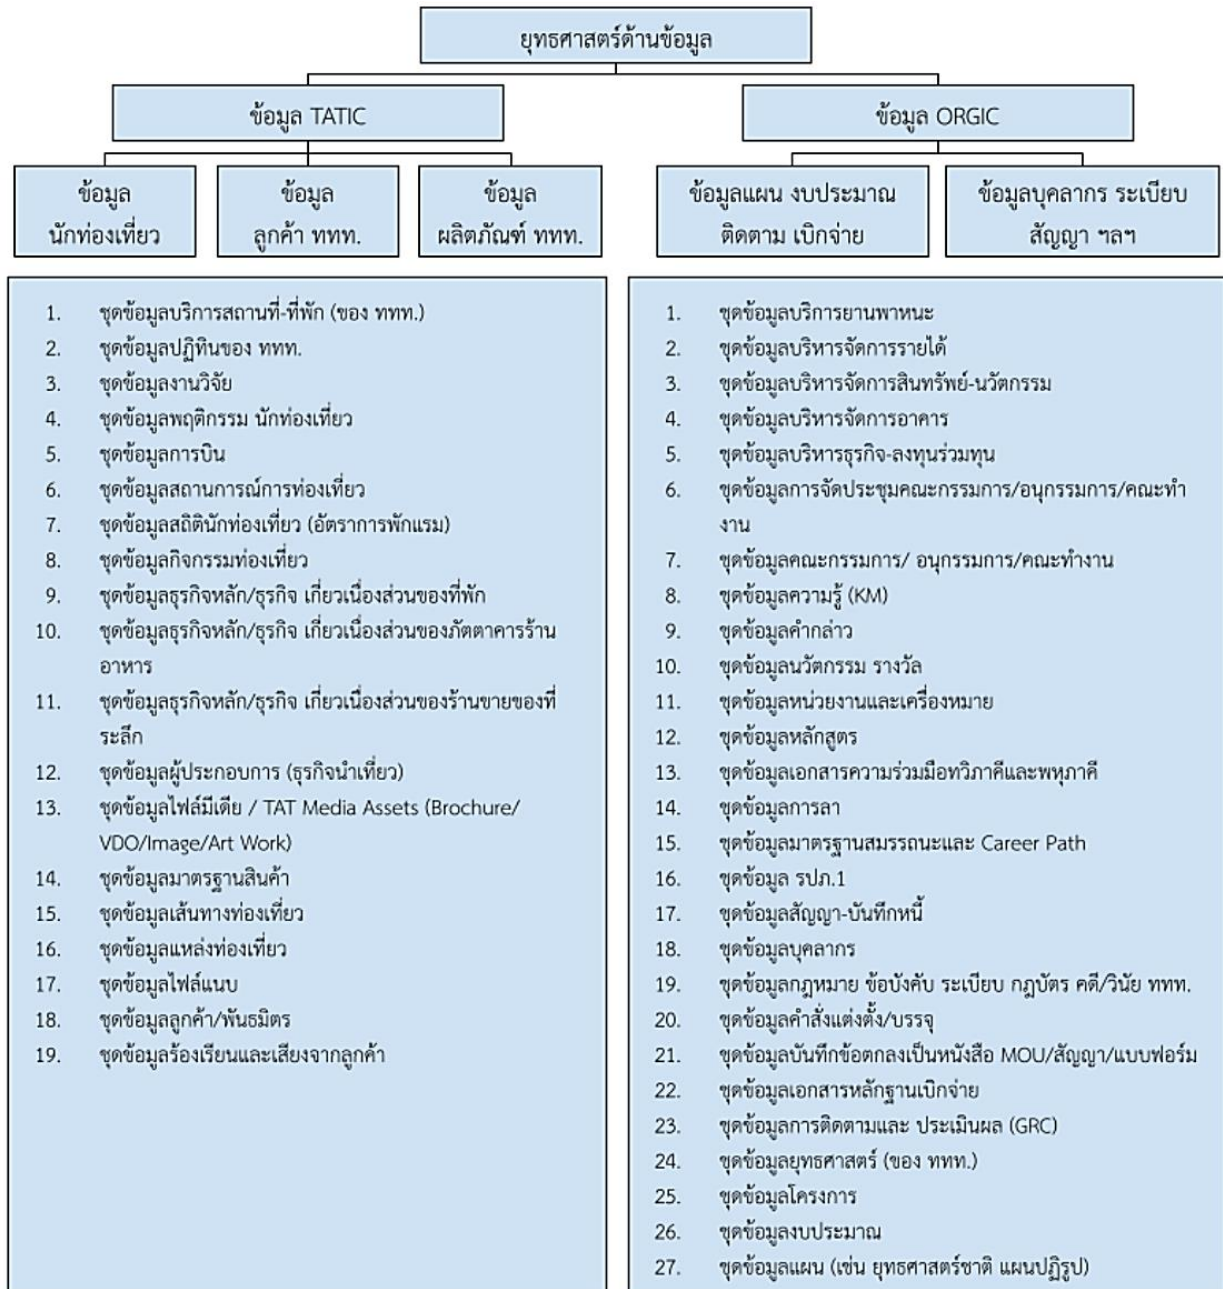 ยุทธศาสตร์ด้านข้อมูล
ข้อมูล TATIC
ข้อมูล ORGIC
ข้อมูล
นักท่องเที่ยว
ข้อมูล
ลูกค้า ททท.
ข้อมูล
ผลิตภัณฑ์ ททท.
ข้อมูลแผน งบประมาณ
ติดตาม เบิกจ่าย
ข้อมูลบุคลากร ระเบียบ
สัญญา ฯลฯ
1. ชุดข้อมูลบริการสถานที่-ที่พัก (ของ ททท.)
2. ชุดข้อมูลปฏิทินของ ททท.
3. ชุดข้อมูลงานวิจัย
4. ชุดข้อมูลพฤติกรรม นักท่องเที่ยว
5. ชุดข้อมูลการบิน
6. ชุดข้อมูลสถานการณ์การท่องเที่ยว
7. ชุดข้อมูลสถิตินักท่องเที่ยว (อัตราการพักแรม)
8. ชุดข้อมูลกิจกรรมท่องเที่ยว
9. ชุดข้อมูลธุรกิจหลัก/ธุรกิจ เกี่ยวเนื่องส่วนของที่พัก
10. ชุดข้อมูลธุรกิจหลัก/ธุรกิจ เกี่ยวเนื่องส่วนของภัตตาคารร้าน
อาหาร
11. ชุดข้อมูลธุรกิจหลัก/ธุรกิจ เกี่ยวเนื่องส่วนของร้านขายของที่
ระลึก
12. ชุดข้อมูลผู้ประกอบการ (ธุรกิจนำเที่ยว)
13. ชุดข้อมูลไฟล์มีเดีย / TAT Media Assets (Brochure/
VDO/Image/Art Work)
14. ชุดข้อมูลมาตรฐานสินค้า
15. ชุดข้อมูลเส้นทางท่องเที่ยว
16. ชุดข้อมูลแหล่งท่องเที่ยว
17. ชุดข้อมูลไฟล์แนบ
18. ชุดข้อมูลลูกค้า/พันธมิตร
19. ชุดข้อมูลร้องเรียนและเสียงจากลูกค้า
1. ชุดข้อมูลบริการยานพาหนะ
2. ชุดข้อมูลบริหารจัดการรายได้
3. ชุดข้อมูลบริหารจัดการสินทรัพย์-นวัตกรรม
4. ชุดข้อมูลบริหารจัดการอาคาร
5. ชุดข้อมูลบริหารธุรกิจ-ลงทุนร่วมทุน
6. ชุดข้อมูลการจัดประชุมคณะกรรมการ/อนุกรรมการ/คณะทำ
งาน
7. ชุดข้อมูลคณะกรรมการ/ อนุกรรมการ/คณะทำงาน
8. ชุดข้อมูลความรู้ (KM)
9. ชุดข้อมูลคำกล่าว
10. ชุดข้อมูลนวัตกรรม รางวัล
11. ชุดข้อมูลหน่วยงานและเครื่องหมาย
12. ชุดข้อมูลหลักสูตร
13. ชุดข้อมูลเอกสารความร่วมมือทวิภาคีและพหุภาคี
14. ชุดข้อมูลการลา
15. ชุดข้อมูลมาตรฐานสมรรถนะและ Career Path
16. ชุดข้อมูล รปภ.1
17. ชุดข้อมูลสัญญา-บันทึกหนี้
18. ชุดข้อมูลบุคลากร
19. ชุดข้อมูลกฎหมาย ข้อบังคับ ระเบียบ กฎบัตร คดี/วินัย ททท.
20. ชุดข้อมูลคำสั่งแต่งตั้ง/บรรจุ
21. ชุดข้อมูลบันทึกข้อตกลงเป็นหนังสือ MOU/สัญญา/แบบฟอร์ม
22. ชุดข้อมูลเอกสารหลักฐานเบิกจ่าย
23. ชุดข้อมูลการติดตามและ ประเมินผล (GRC)
24. ชุดข้อมูลยุทธศาสตร์ (ของ ททท.)
25. ชุดข้อมูลโครงการ
26. ชุดข้อมูลงบประมาณ
27. ชุดข้อมูลแผน (เช่น ยุทธศาสตร์ชาติ แผนปฏิรูป)